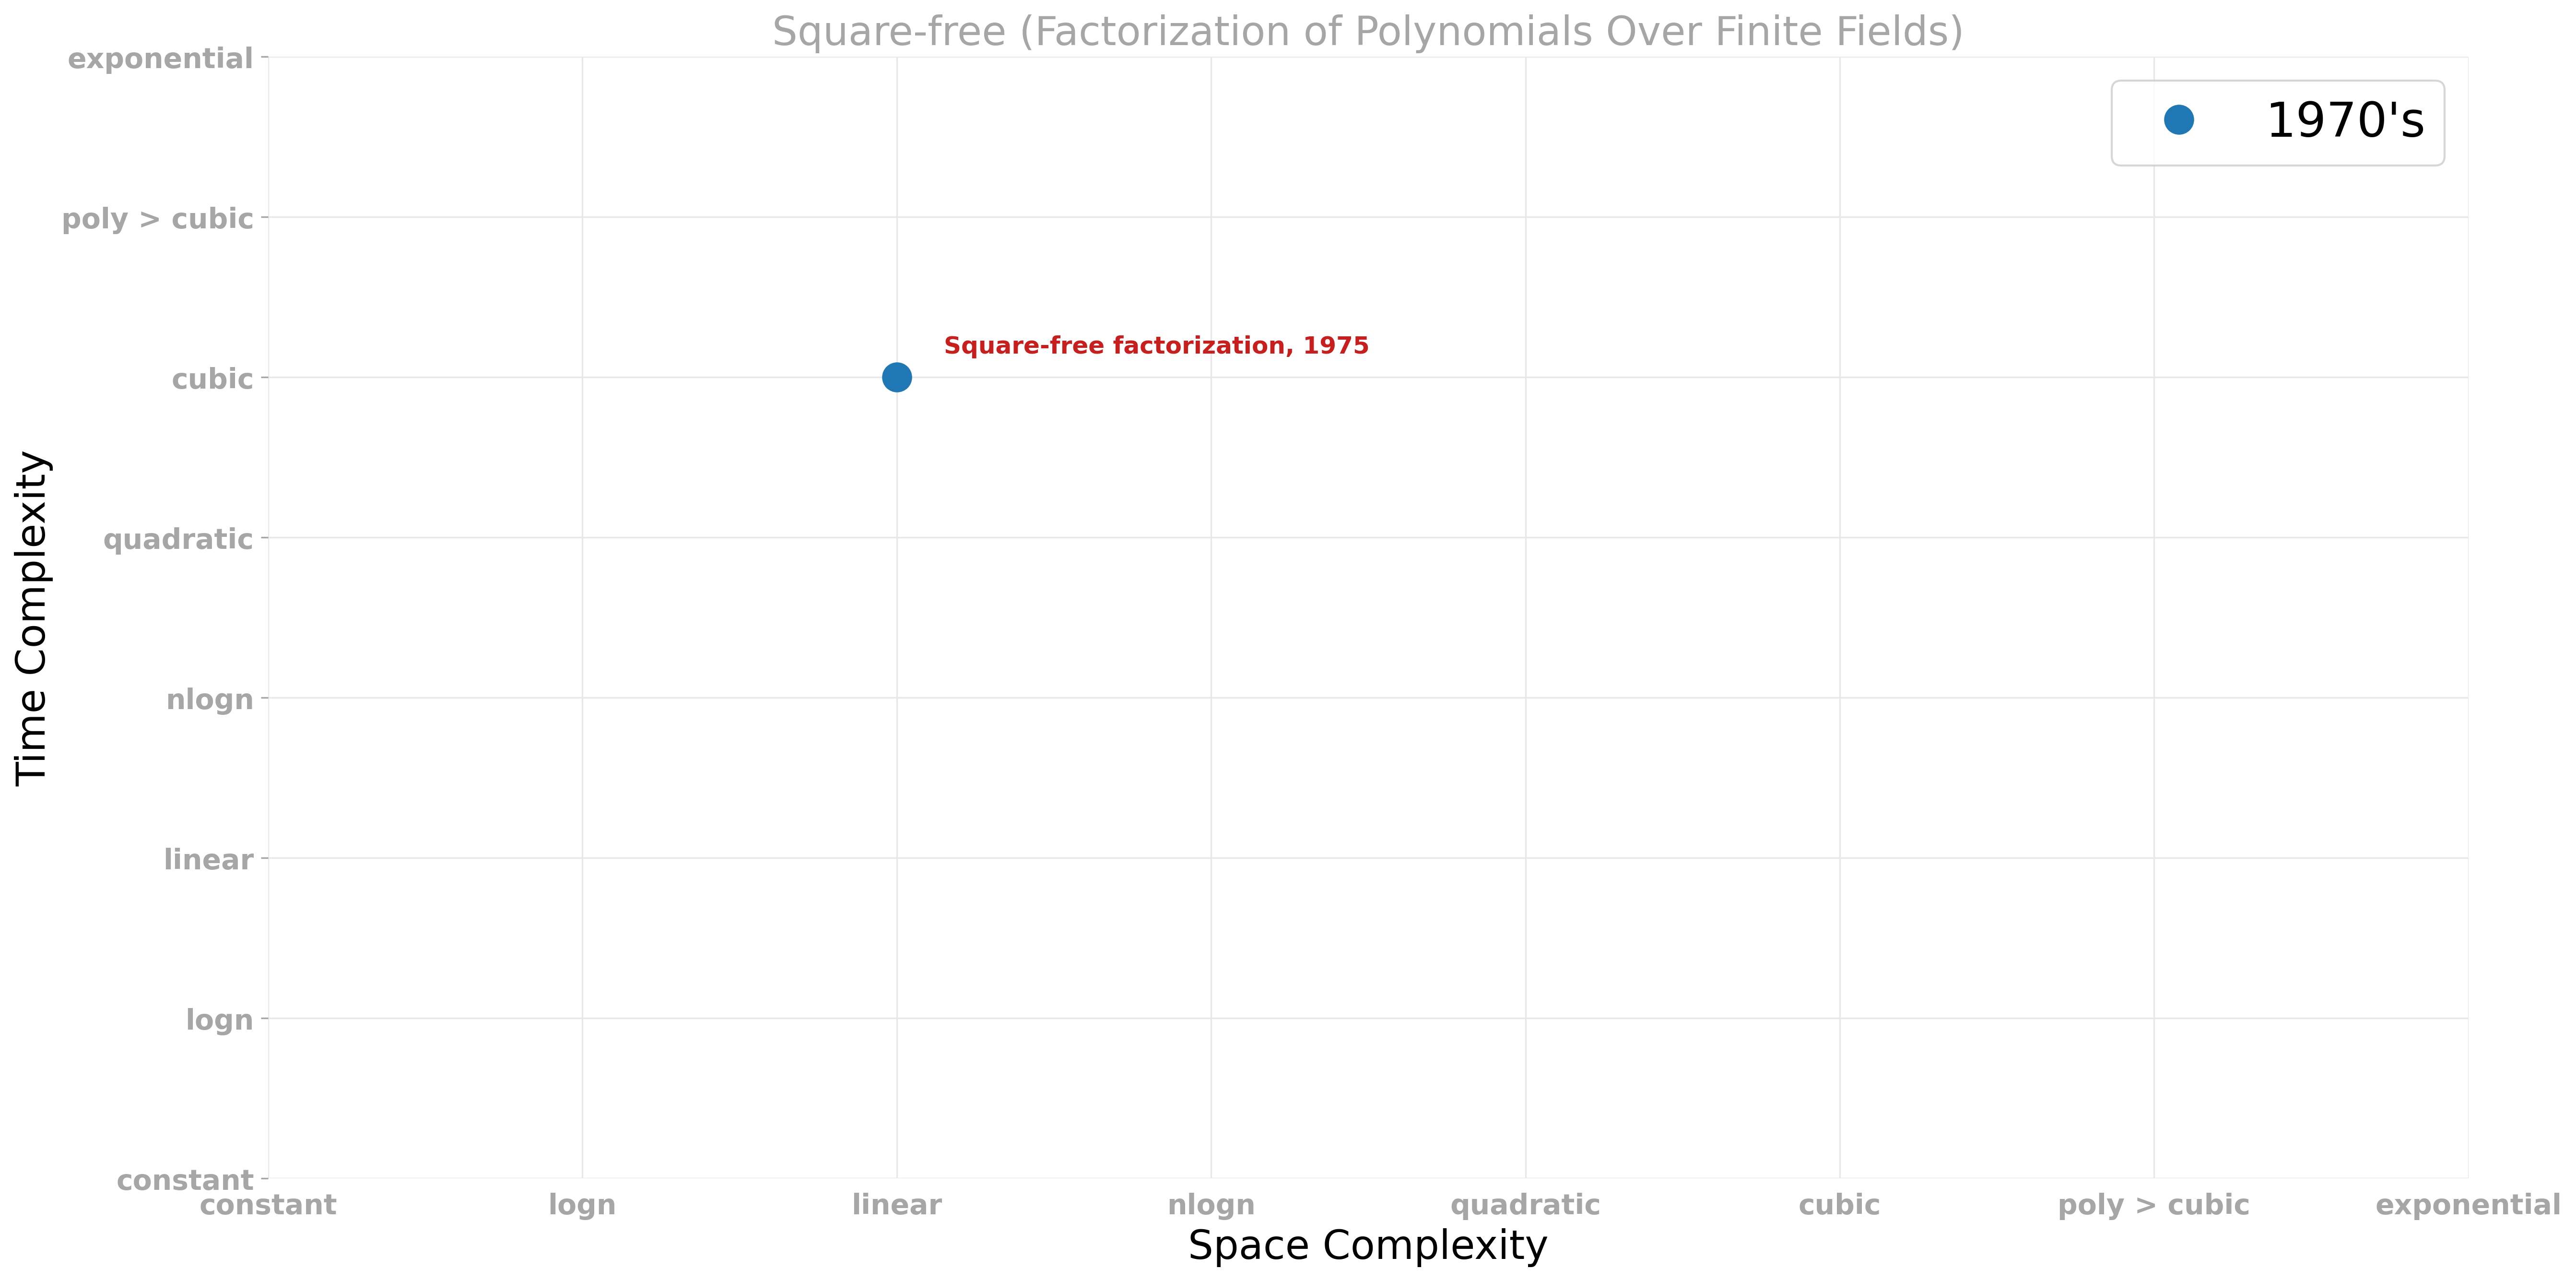 Square-free (Factorization of Polynomials Over Finite Fields)
1970's
exponential
poly > cubic
cubic
quadratic
nlogn
linear
logn
constant
Time Complexity
Square-free factorization, 1975
constant
logn
linear
nlogn
quadratic
cubic
poly > cubic
exponential
Space Complexity